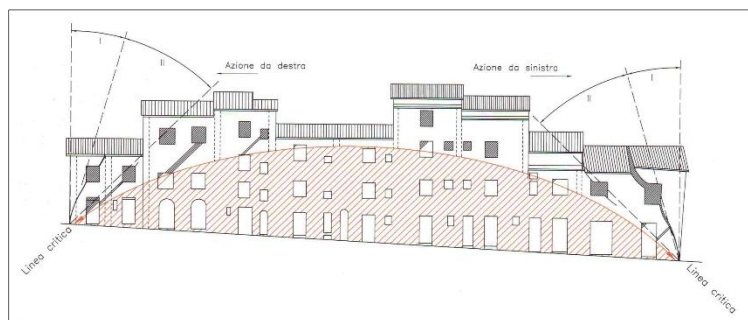 I
II
Azione da destra
Azione da sinistra
I
II
Linea critica
Linea critica